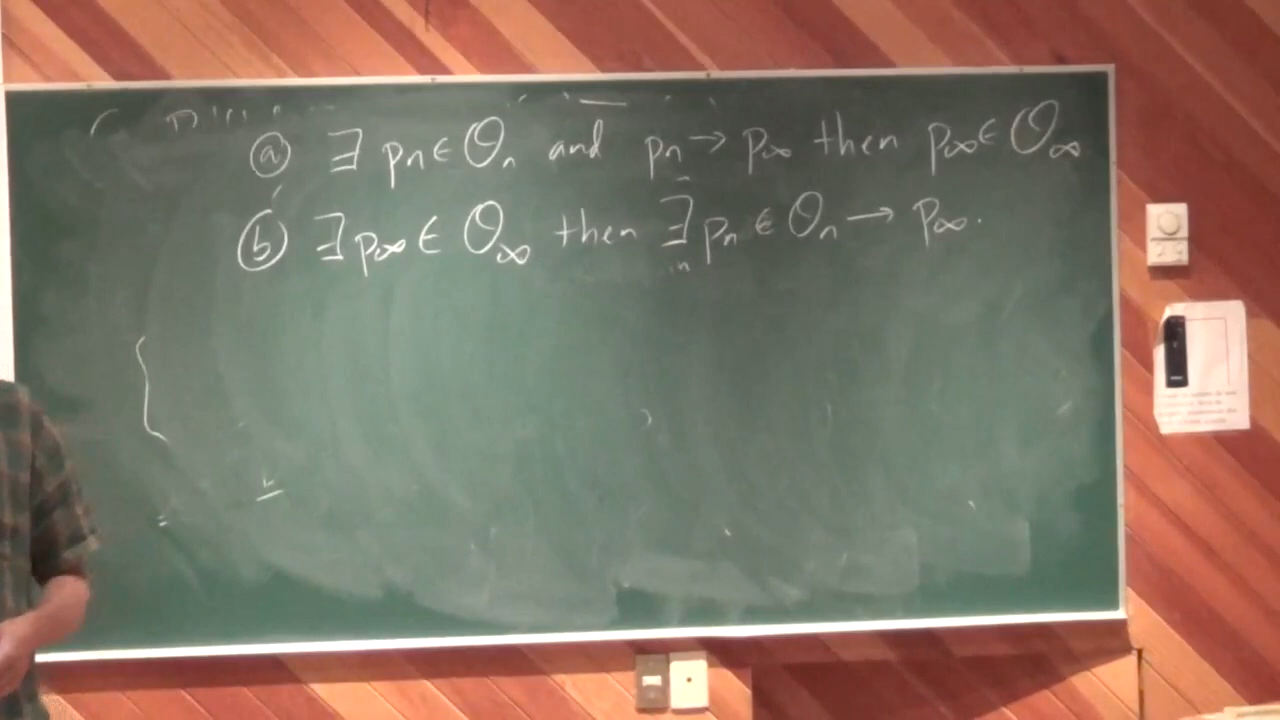 (a) ∃ pₙ ∈ 𝒪ₙ and pₙ → p∞ then p∞ ∈ 𝒪∞
(b) ∃ p∞ ∈ 𝒪∞ then ∃ pₙ ∈ 𝒪ₙ → p∞.